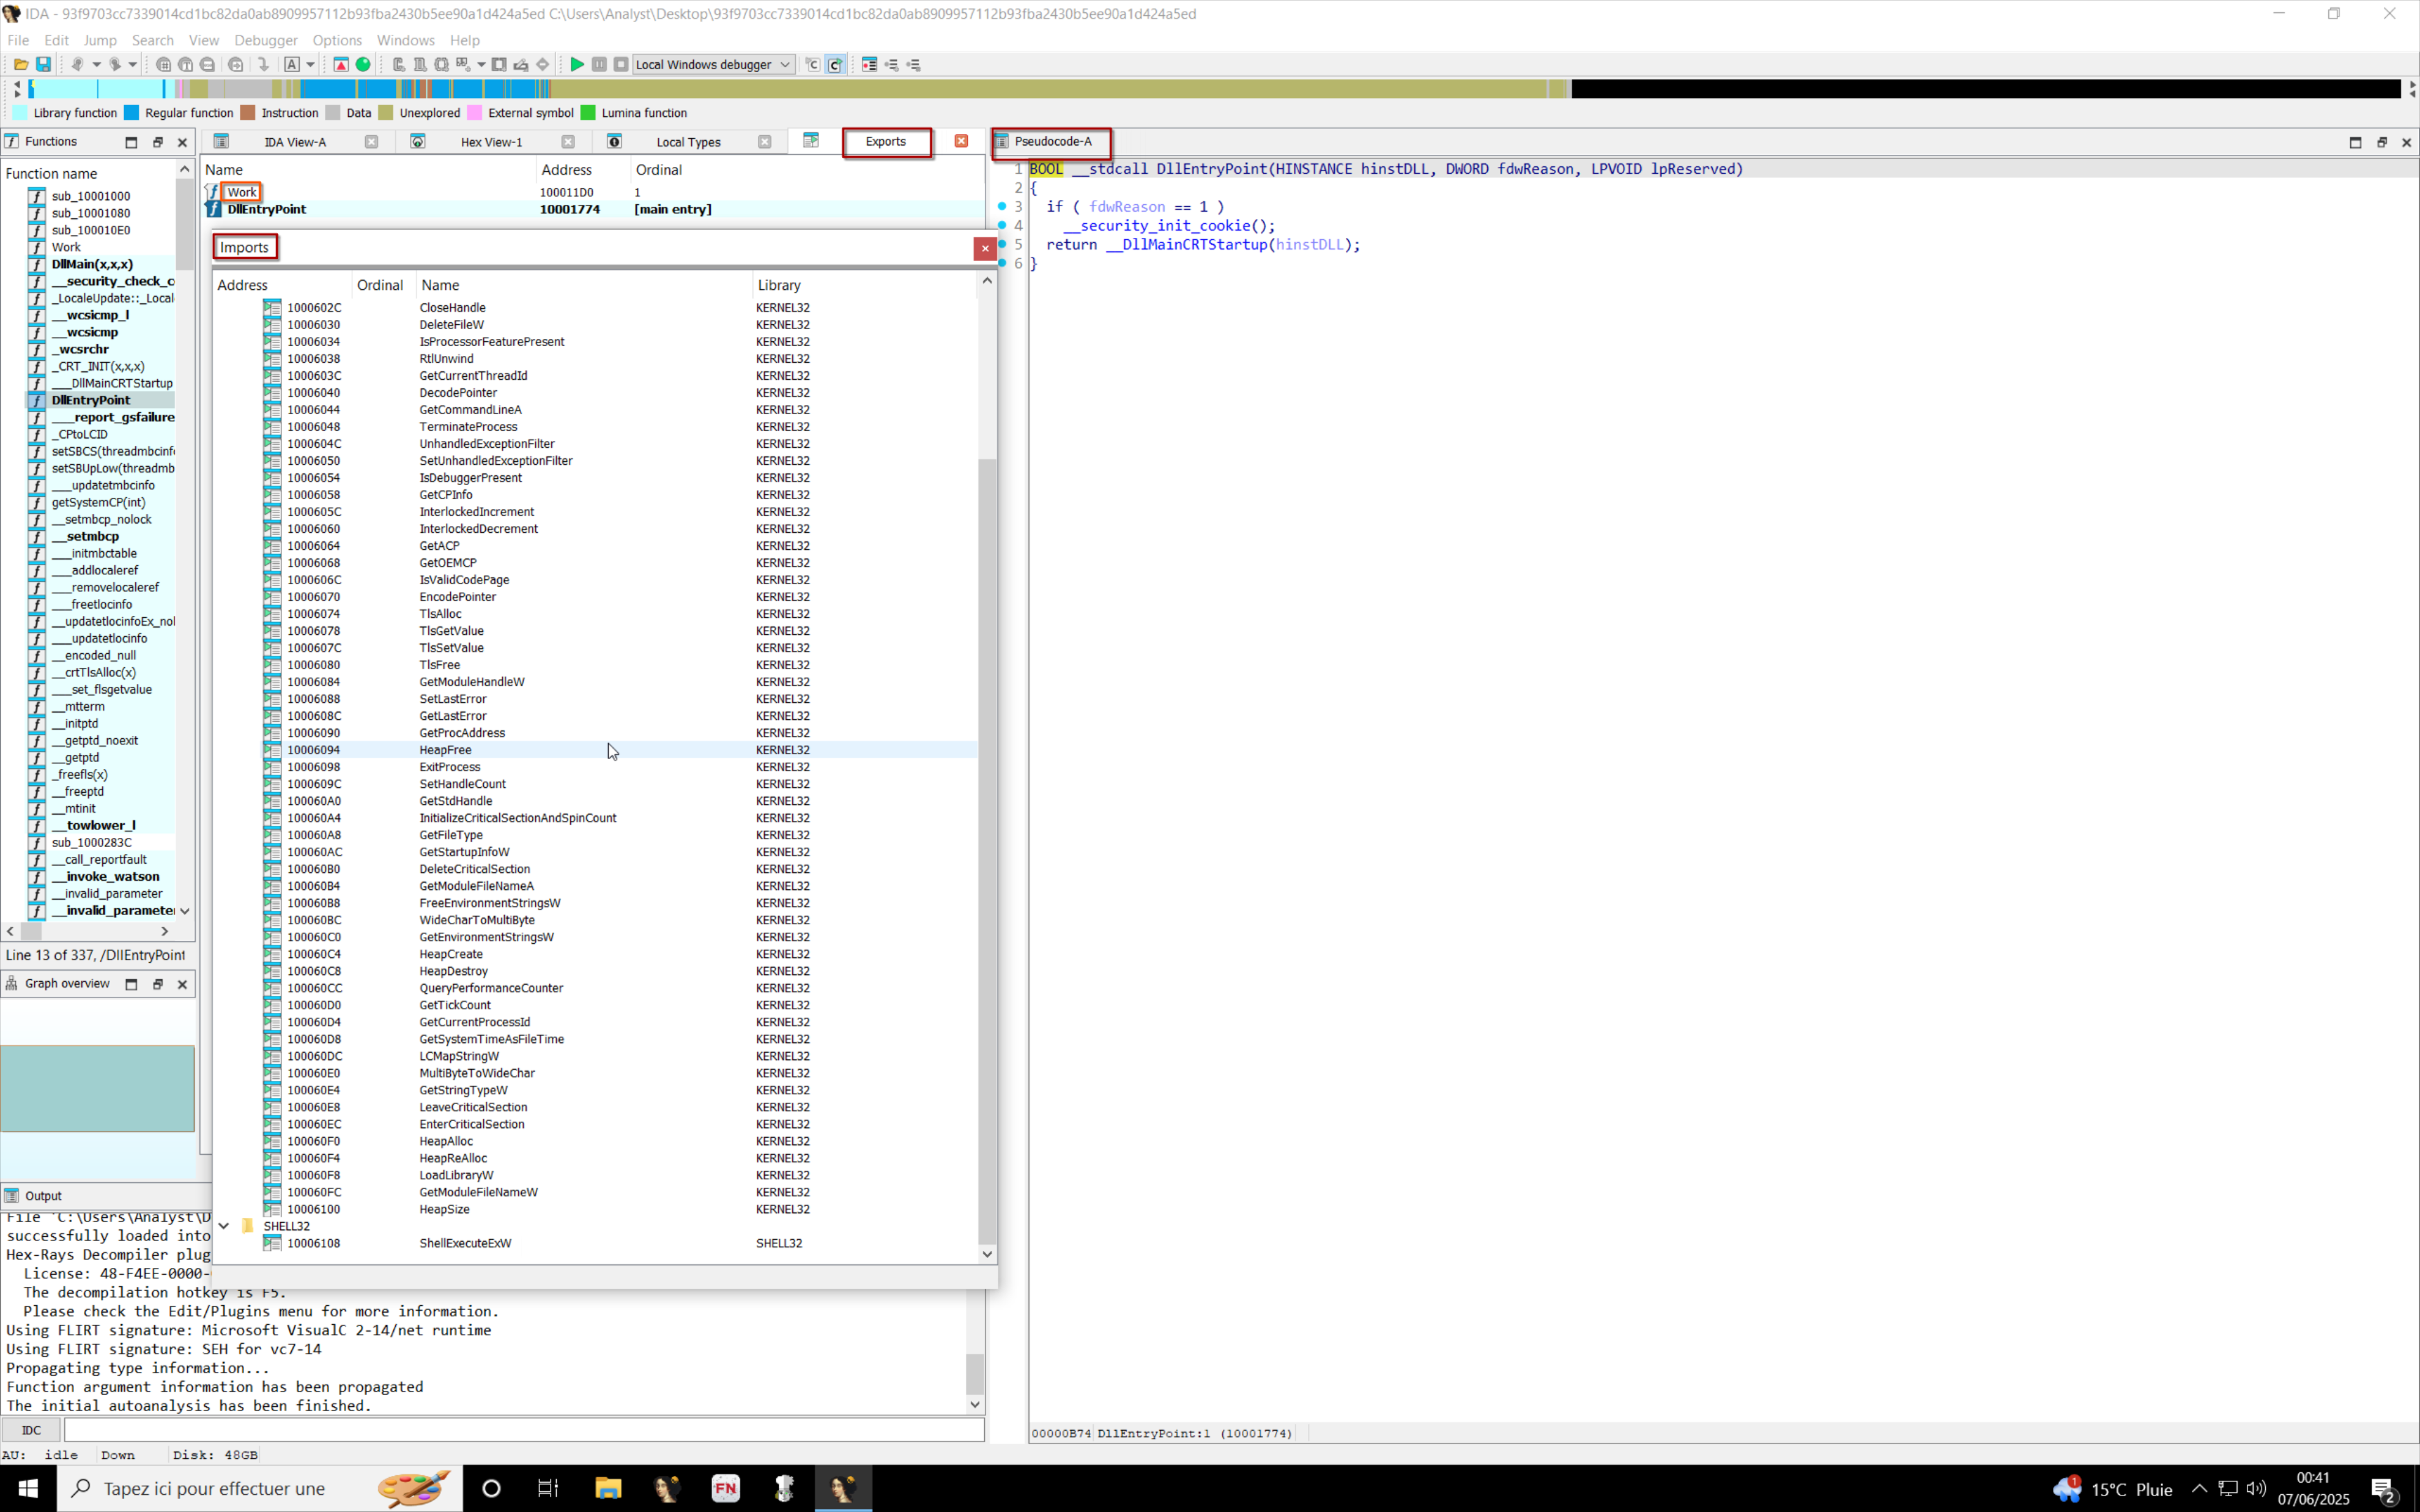 IDA - 93f9703cc7339014cd1bc82da0ab8909957112b93fba2430b5ee90a1d424a5ed C:\Users\Analyst\Desktop\93f9703cc7339014cd1bc82da0ab8909957112b93fba2430b5ee90a1d424a5ed
File Edit Jump Search View Debugger Options Windows Help
Local Windows debugger
Library function Regular function Instruction Data Unexplored External symbol Lumina function
Functions
IDA View-A Hex View-1 Local Types Exports
Pseudocode-A
Function name
sub_10001000
sub_10001080
sub_100010E0
Work
DllMain(x,x,x)
__security_check_c
_LocaleUpdate::_Local
__wcsicmp_l
__wcsicmp
_wcsrchr
_CRT_INIT(x,x,x)
___DllMainCRTStartup
DllEntryPoint
___report_gsfailure
_CPtoLCID
setSBCS(threadmbcinf
setSBUpLow(threadmb
___updatetmbcinfo
getSystemCP(int)
__setmbcp_nolock
__setmbcp
___initmbctable
___addlocaleref
___removelocaleref
___freetlocinfo
__updatetlocinfoEx_nol
___updatetlocinfo
__encoded_null
__crtTlsAlloc(x)
___set_flsgetvalue
__mtterm
__initptd
__getptd_noexit
__getptd
_freefls(x)
__freeptd
__mtinit
__towlower_l
sub_1000283C
__call_reportfault
__invoke_watson
__invalid_parameter
__invalid_parameter
Line 13 of 337, /DllEntryPoint
Graph overview
Name Address Ordinal
Work 100011D0 1
DllEntryPoint 10001774 [main entry]
Imports
Address Ordinal Name Library
1000602C CloseHandle KERNEL32
10006030 DeleteFileW KERNEL32
10006034 IsProcessorFeaturePresent KERNEL32
10006038 RtlUnwind KERNEL32
1000603C GetCurrentThreadId KERNEL32
10006040 DecodePointer KERNEL32
10006044 GetCommandLineA KERNEL32
10006048 TerminateProcess KERNEL32
1000604C UnhandledExceptionFilter KERNEL32
10006050 SetUnhandledExceptionFilter KERNEL32
10006054 IsDebuggerPresent KERNEL32
10006058 GetCPInfo KERNEL32
1000605C InterlockedIncrement KERNEL32
10006060 InterlockedDecrement KERNEL32
10006064 GetACP KERNEL32
10006068 GetOEMCP KERNEL32
1000606C IsValidCodePage KERNEL32
10006070 EncodePointer KERNEL32
10006074 TlsAlloc KERNEL32
10006078 TlsGetValue KERNEL32
1000607C TlsSetValue KERNEL32
10006080 TlsFree KERNEL32
10006084 GetModuleHandleW KERNEL32
10006088 SetLastError KERNEL32
1000608C GetLastError KERNEL32
10006090 GetProcAddress KERNEL32
10006094 HeapFree KERNEL32
10006098 ExitProcess KERNEL32
1000609C SetHandleCount KERNEL32
100060A0 GetStdHandle KERNEL32
100060A4 InitializeCriticalSectionAndSpinCount KERNEL32
100060A8 GetFileType KERNEL32
100060AC GetStartupInfoW KERNEL32
100060B0 DeleteCriticalSection KERNEL32
100060B4 GetModuleFileNameA KERNEL32
100060B8 FreeEnvironmentStringsW KERNEL32
100060BC WideCharToMultiByte KERNEL32
100060C0 GetEnvironmentStringsW KERNEL32
100060C4 HeapCreate KERNEL32
100060C8 HeapDestroy KERNEL32
100060CC QueryPerformanceCounter KERNEL32
100060D0 GetTickCount KERNEL32
100060D4 GetCurrentProcessId KERNEL32
100060D8 GetSystemTimeAsFileTime KERNEL32
100060DC LCMapStringW KERNEL32
100060E0 MultiByteToWideChar KERNEL32
100060E4 GetStringTypeW KERNEL32
100060E8 LeaveCriticalSection KERNEL32
100060EC EnterCriticalSection KERNEL32
100060F0 HeapAlloc KERNEL32
100060F4 HeapReAlloc KERNEL32
100060F8 LoadLibraryW KERNEL32
100060FC GetModuleFileNameW KERNEL32
10006100 HeapSize KERNEL32
SHELL32
10006108 ShellExecuteExW SHELL32
1 BOOL __stdcall DllEntryPoint(HINSTANCE hinstDLL, DWORD fdwReason, LPVOID lpReserved)
2 {
3 if ( fdwReason == 1 )
4 __security_init_cookie();
5 return __DllMainCRTStartup(hinstDLL);
6 }
00000B74 DllEntryPoint:1 (10001774)
Output
File 'C:\Users\Analyst\D
successfully loaded into
Hex-Rays Decompiler plug
License: 48-F4EE-0000-
The decompilation hotkey is F5.
Please check the Edit/Plugins menu for more information.
Using FLIRT signature: Microsoft VisualC 2-14/net runtime
Using FLIRT signature: SEH for vc7-14
Propagating type information...
Function argument information has been propagated
The initial autoanalysis has been finished.
IDC
AU: idle Down Disk: 48GB
Tapez ici pour effectuer une
FN
1
15°C Pluie
00:41
07/06/2025
2